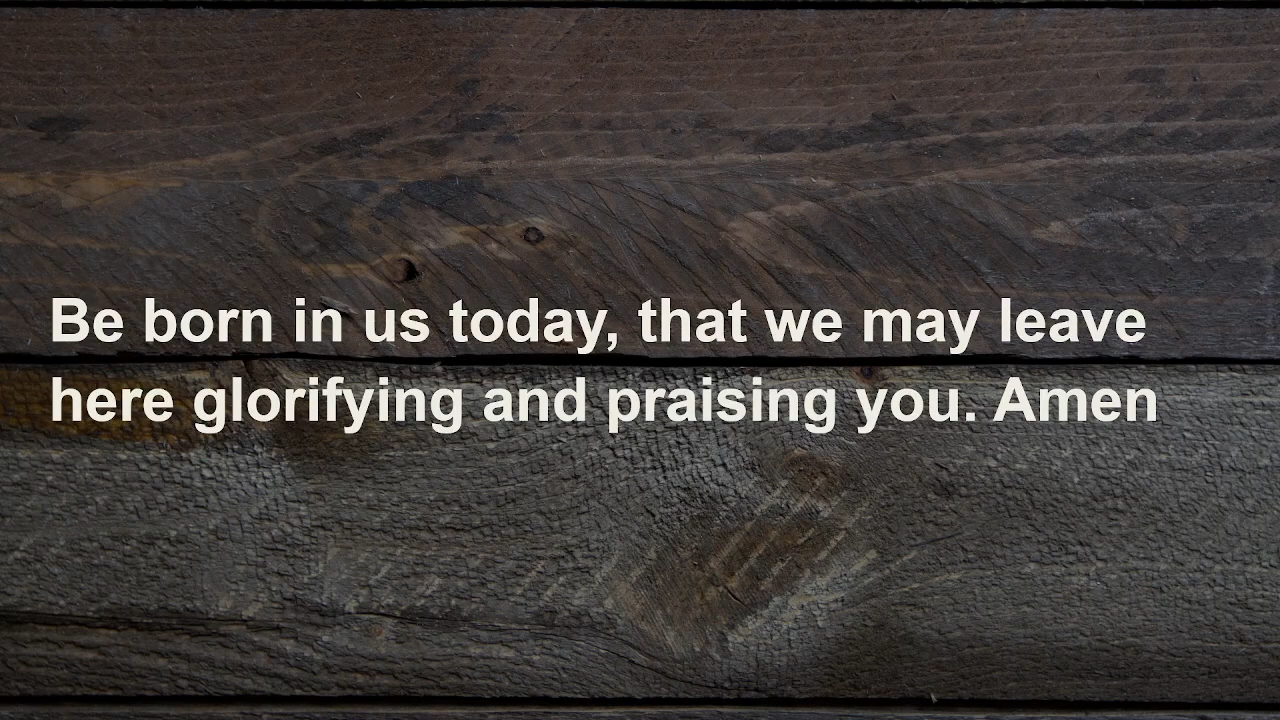 Be born in us today, that we may leave
here glorifying and praising you. Amen